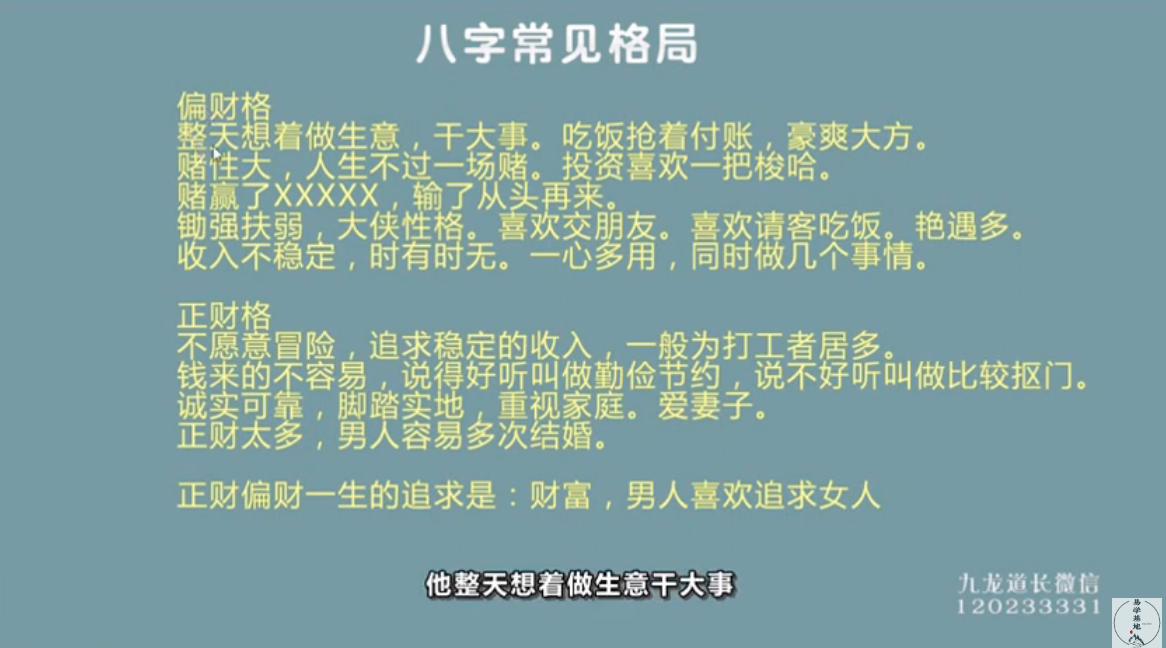 八字常见格局
偏财格
整天想着做生意，干大事。吃饭抢着付账，豪爽大方。
赌性大，人生不过一场赌。投资喜欢一把梭哈。
赌赢了XXXXX，输了从头再来。
锄强扶弱，大侠性格。喜欢交朋友。喜欢请客吃饭。艳遇多。
收入不稳定，时有时无。一心多用，同时做几个事情。
正财格
不愿意冒险，追求稳定的收入，一般为打工者居多。
钱来的不容易，说得好听叫做勤俭节约，说不好听叫做比较抠门。
诚实可靠，脚踏实地，重视家庭。爱妻子。
正财太多，男人容易多次结婚。
正财偏财一生的追求是：财富，男人喜欢追求女人
他整天想着做生意干大事
九龙道长微信
120233331
易学基地